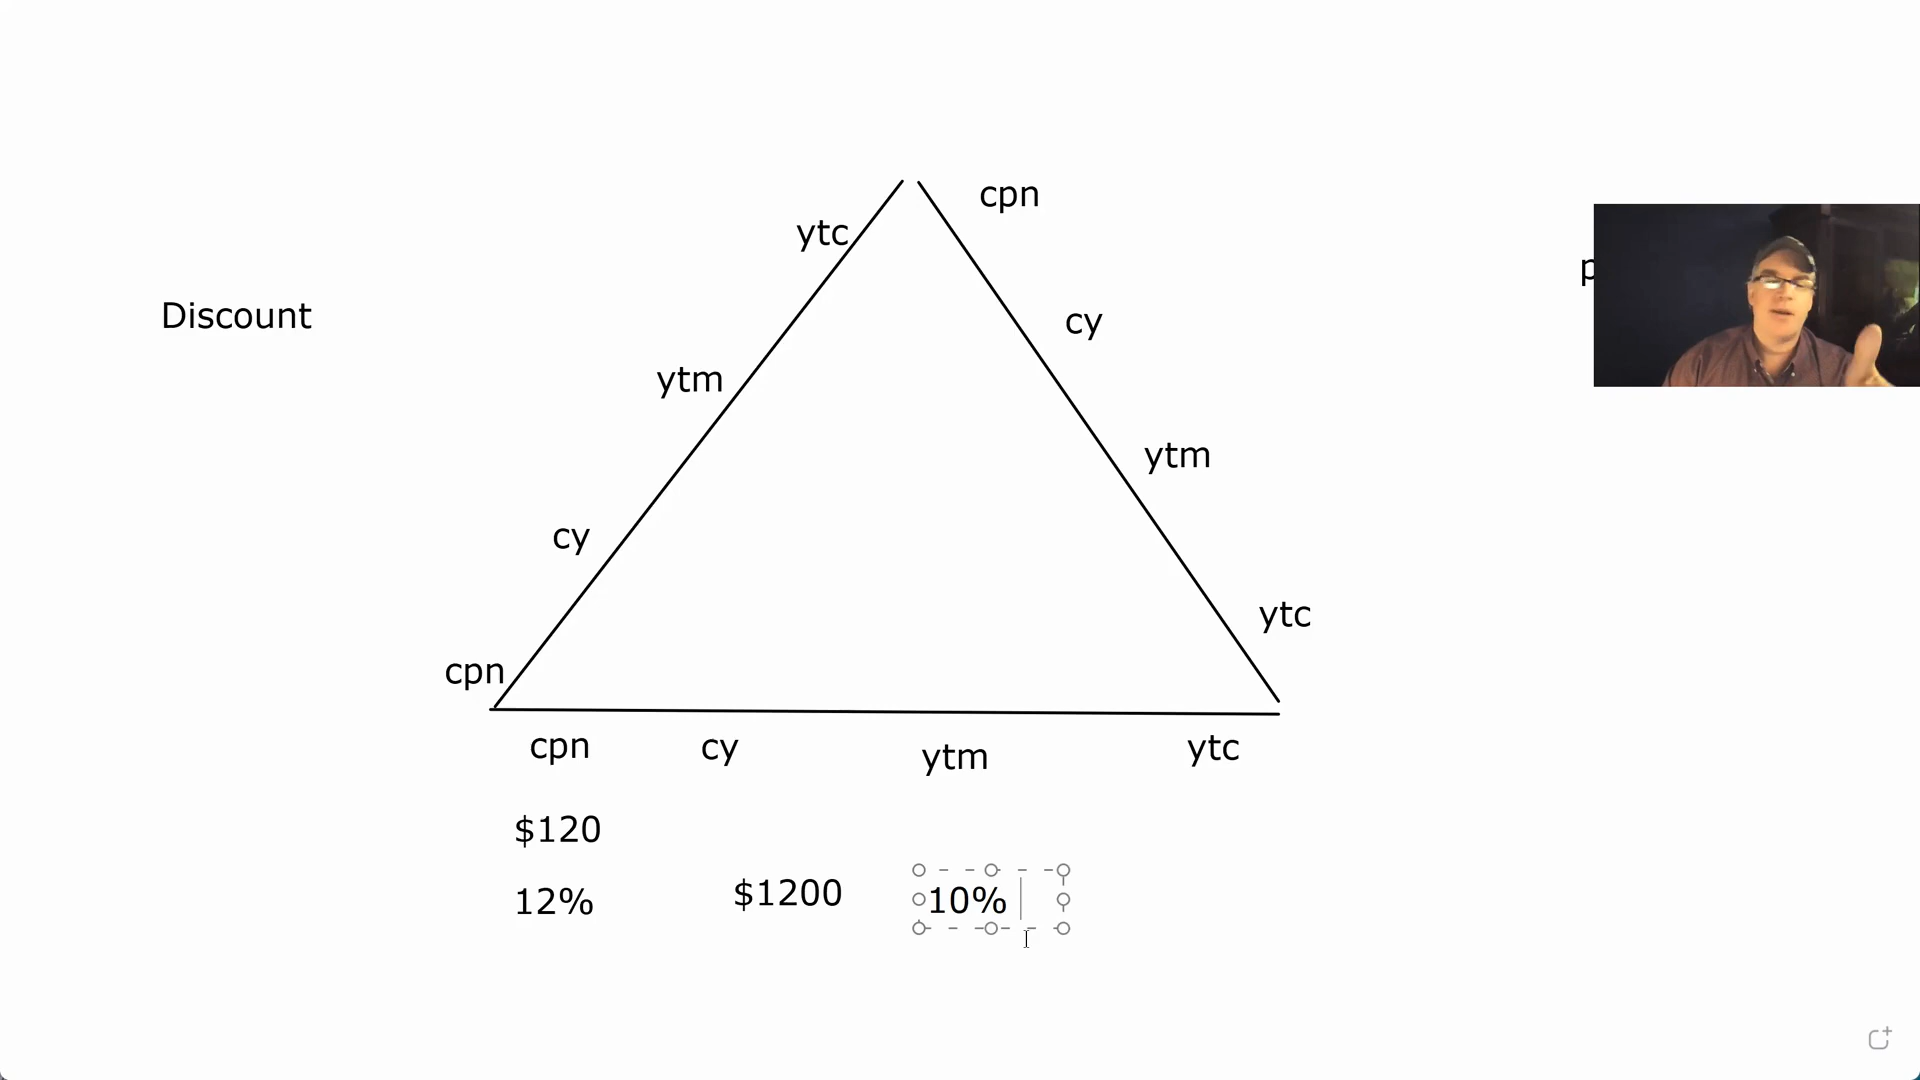 cpn
ytc
p
Discount
cy
ytm
ytm
cy
ytc
cpn
cpn cy ytm ytc
$120
12% $1200 10%